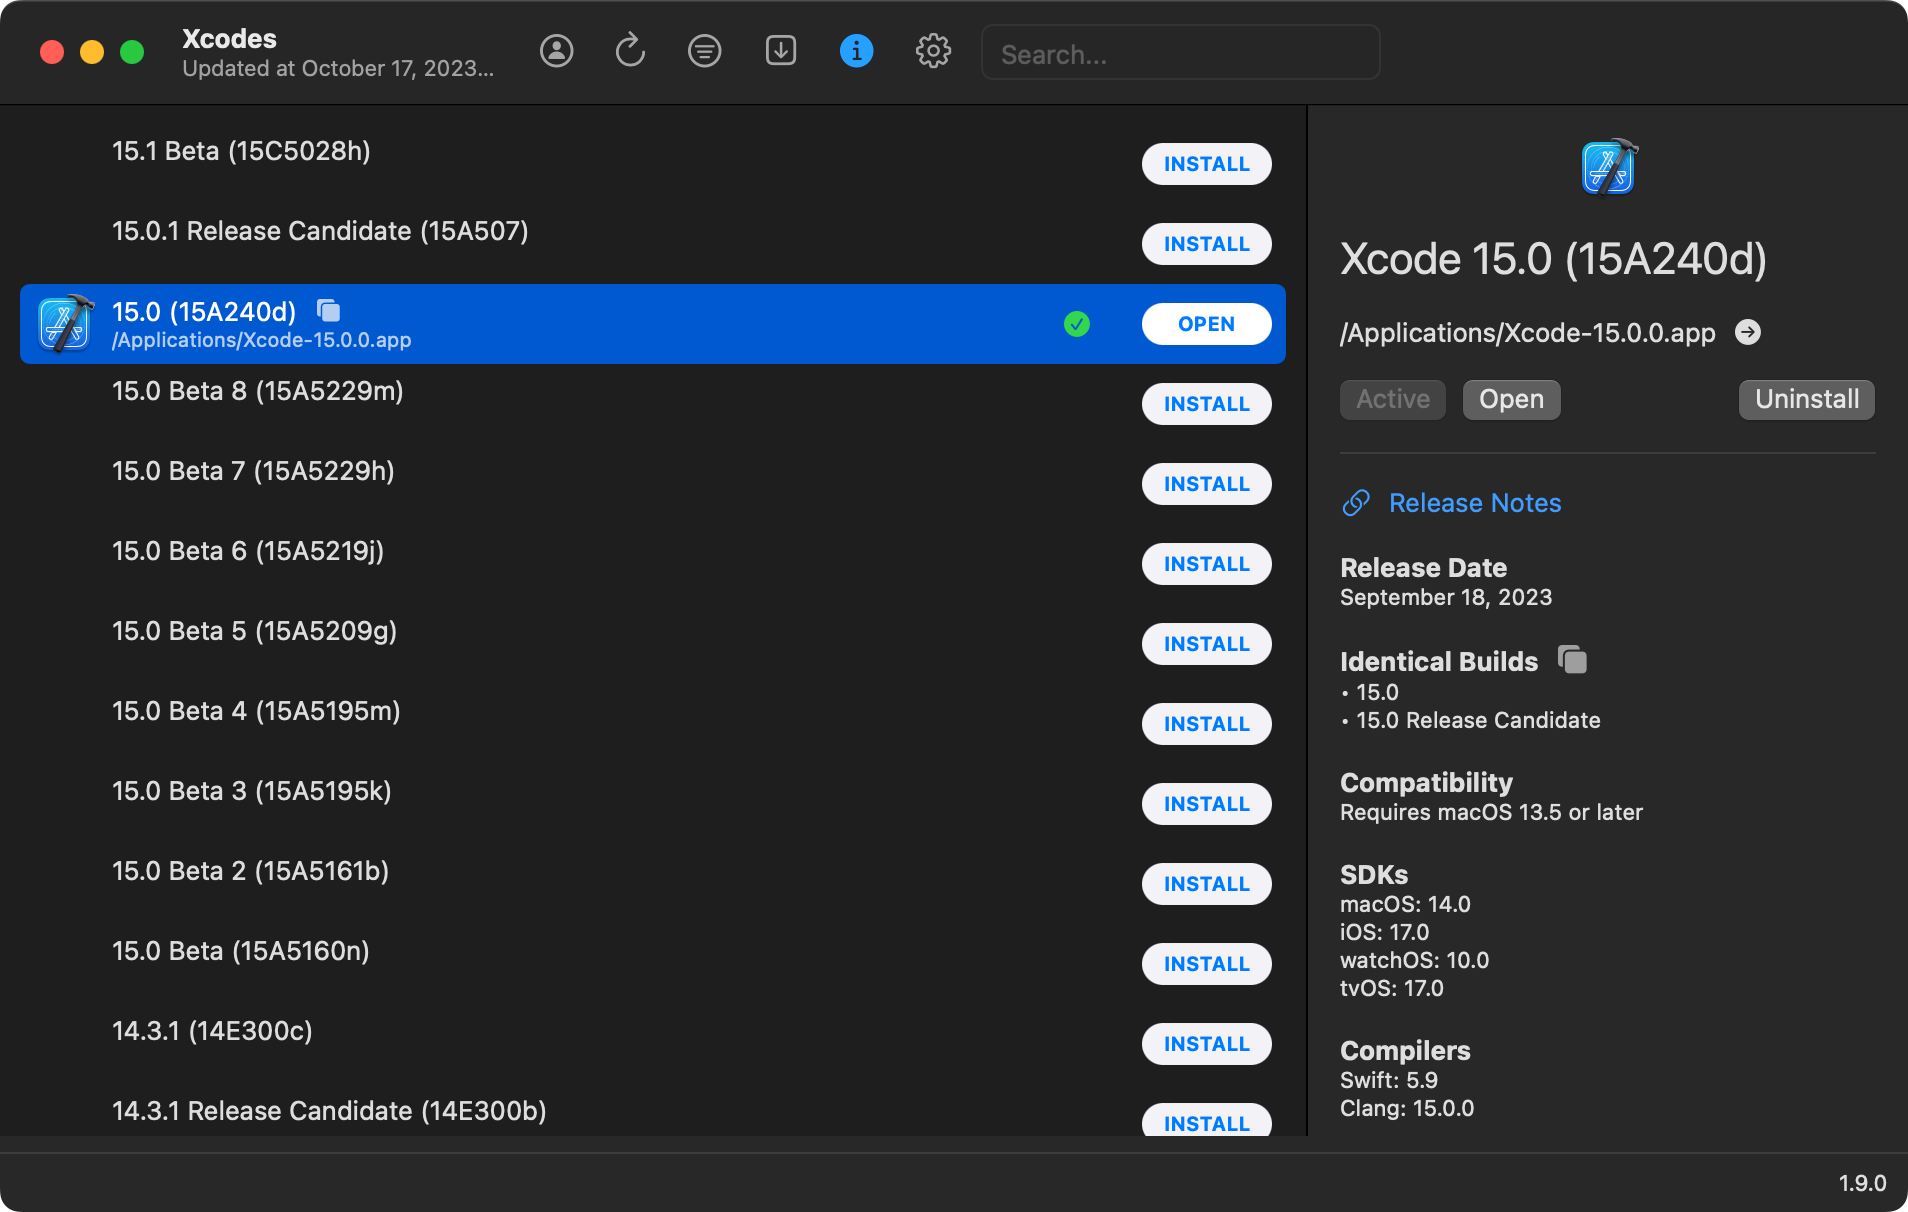 Xcodes
Updated at October 17, 2023...
Search...
15.1 Beta (15C5028h)
INSTALL
15.0.1 Release Candidate (15A507)
INSTALL
15.0 (15A240d)
/Applications/Xcode-15.0.0.app
OPEN
15.0 Beta 8 (15A5229m)
INSTALL
15.0 Beta 7 (15A5229h)
INSTALL
15.0 Beta 6 (15A5219j)
INSTALL
15.0 Beta 5 (15A5209g)
INSTALL
15.0 Beta 4 (15A5195m)
INSTALL
15.0 Beta 3 (15A5195k)
INSTALL
15.0 Beta 2 (15A5161b)
INSTALL
15.0 Beta (15A5160n)
INSTALL
14.3.1 (14E300c)
INSTALL
14.3.1 Release Candidate (14E300b)
INSTALL
Xcode 15.0 (15A240d)
/Applications/Xcode-15.0.0.app
Active
Open
Uninstall
Release Notes
Release Date
September 18, 2023
Identical Builds
• 15.0
• 15.0 Release Candidate
Compatibility
Requires macOS 13.5 or later
SDKs
macOS: 14.0
iOS: 17.0
watchOS: 10.0
tvOS: 17.0
Compilers
Swift: 5.9
Clang: 15.0.0
1.9.0